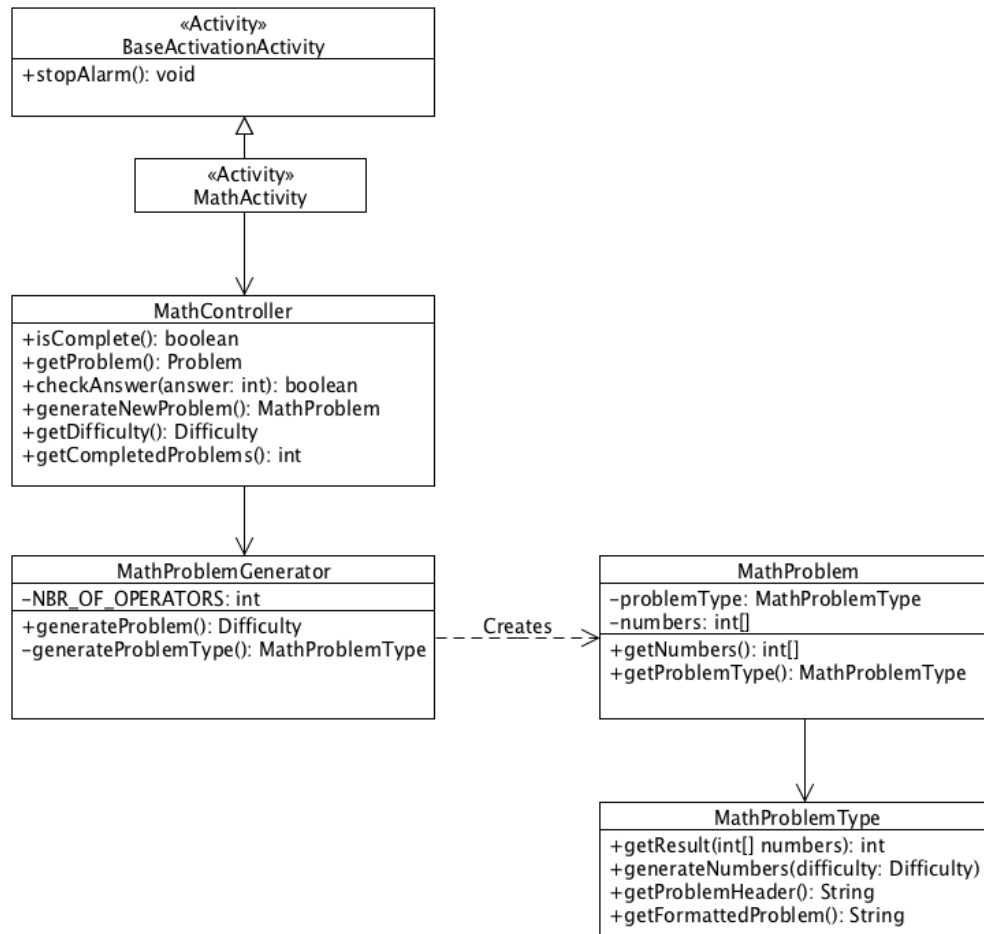 «Activity»
BaseActivationActivity
+stopAlarm(): void
«Activity»
MathActivity
MathController
+isComplete(): boolean
+getProblem(): Problem
+checkAnswer(answer: int): boolean
+generateNewProblem(): MathProblem
+getDifficulty(): Difficulty
+getCompletedProblems(): int
MathProblemGenerator
-NBR_OF_OPERATORS: int
+generateProblem(): Difficulty
-generateProblemType(): MathProblemType
Creates
MathProblem
-problemType: MathProblemType
-numbers: int[]
+getNumbers(): int[]
+getProblemType(): MathProblemType
MathProblemType
+getResult(int[] numbers): int
+generateNumbers(difficulty: Difficulty)
+getProblemHeader(): String
+getFormattedProblem(): String